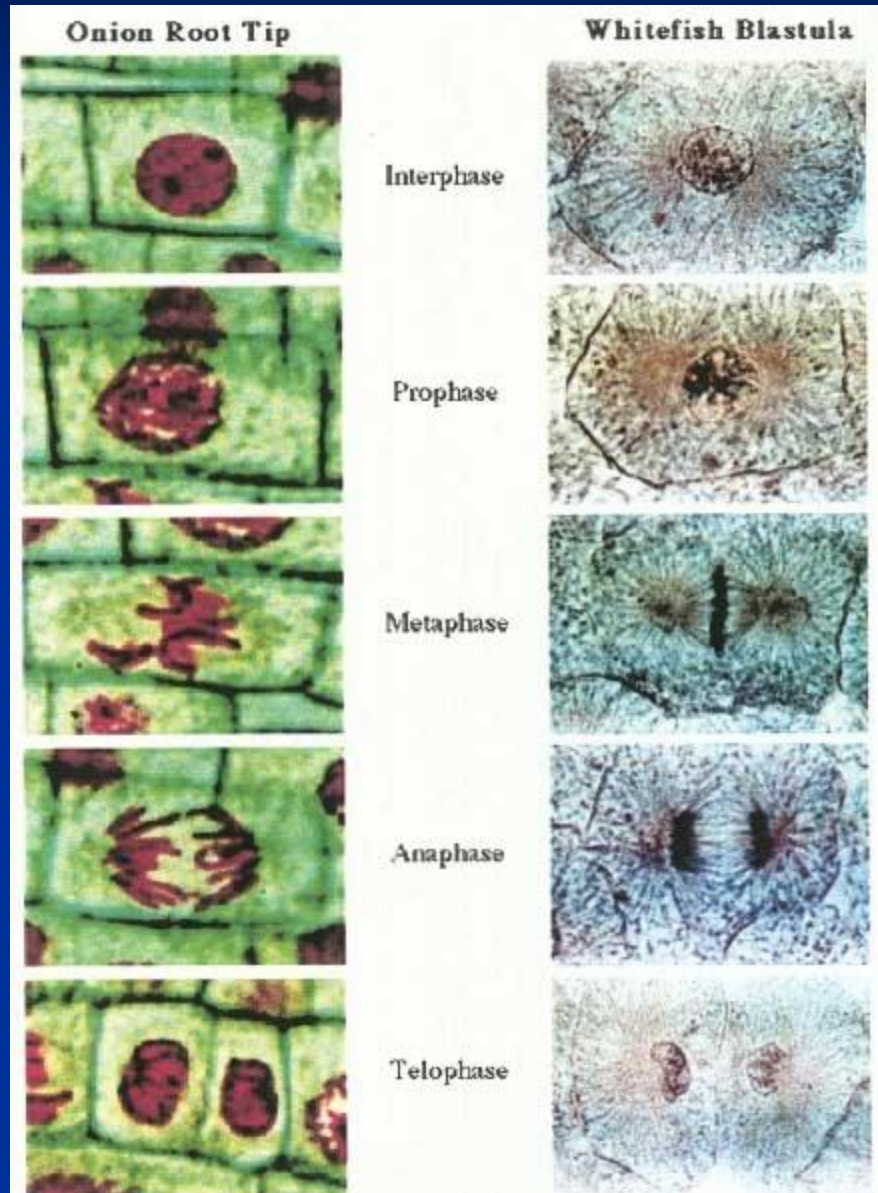 Onion Root Tip
Whitefish Blastula
Interphase
Prophase
Metaphase
Anaphase
Telophase